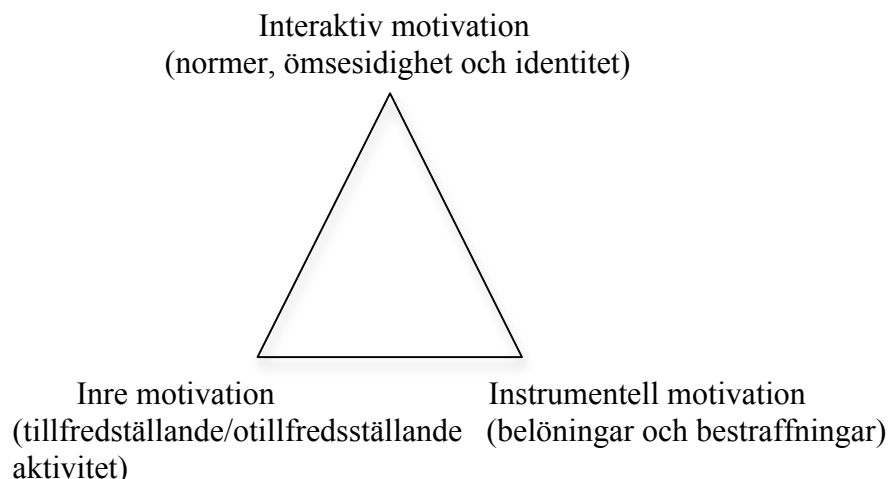 Interaktiv motivation
(normer, ömsesidighet och identitet)
Inre motivation
(tillfredställande/otillfredsställande
aktivitet)
Instrumentell motivation
(belöningar och bestraffningar)